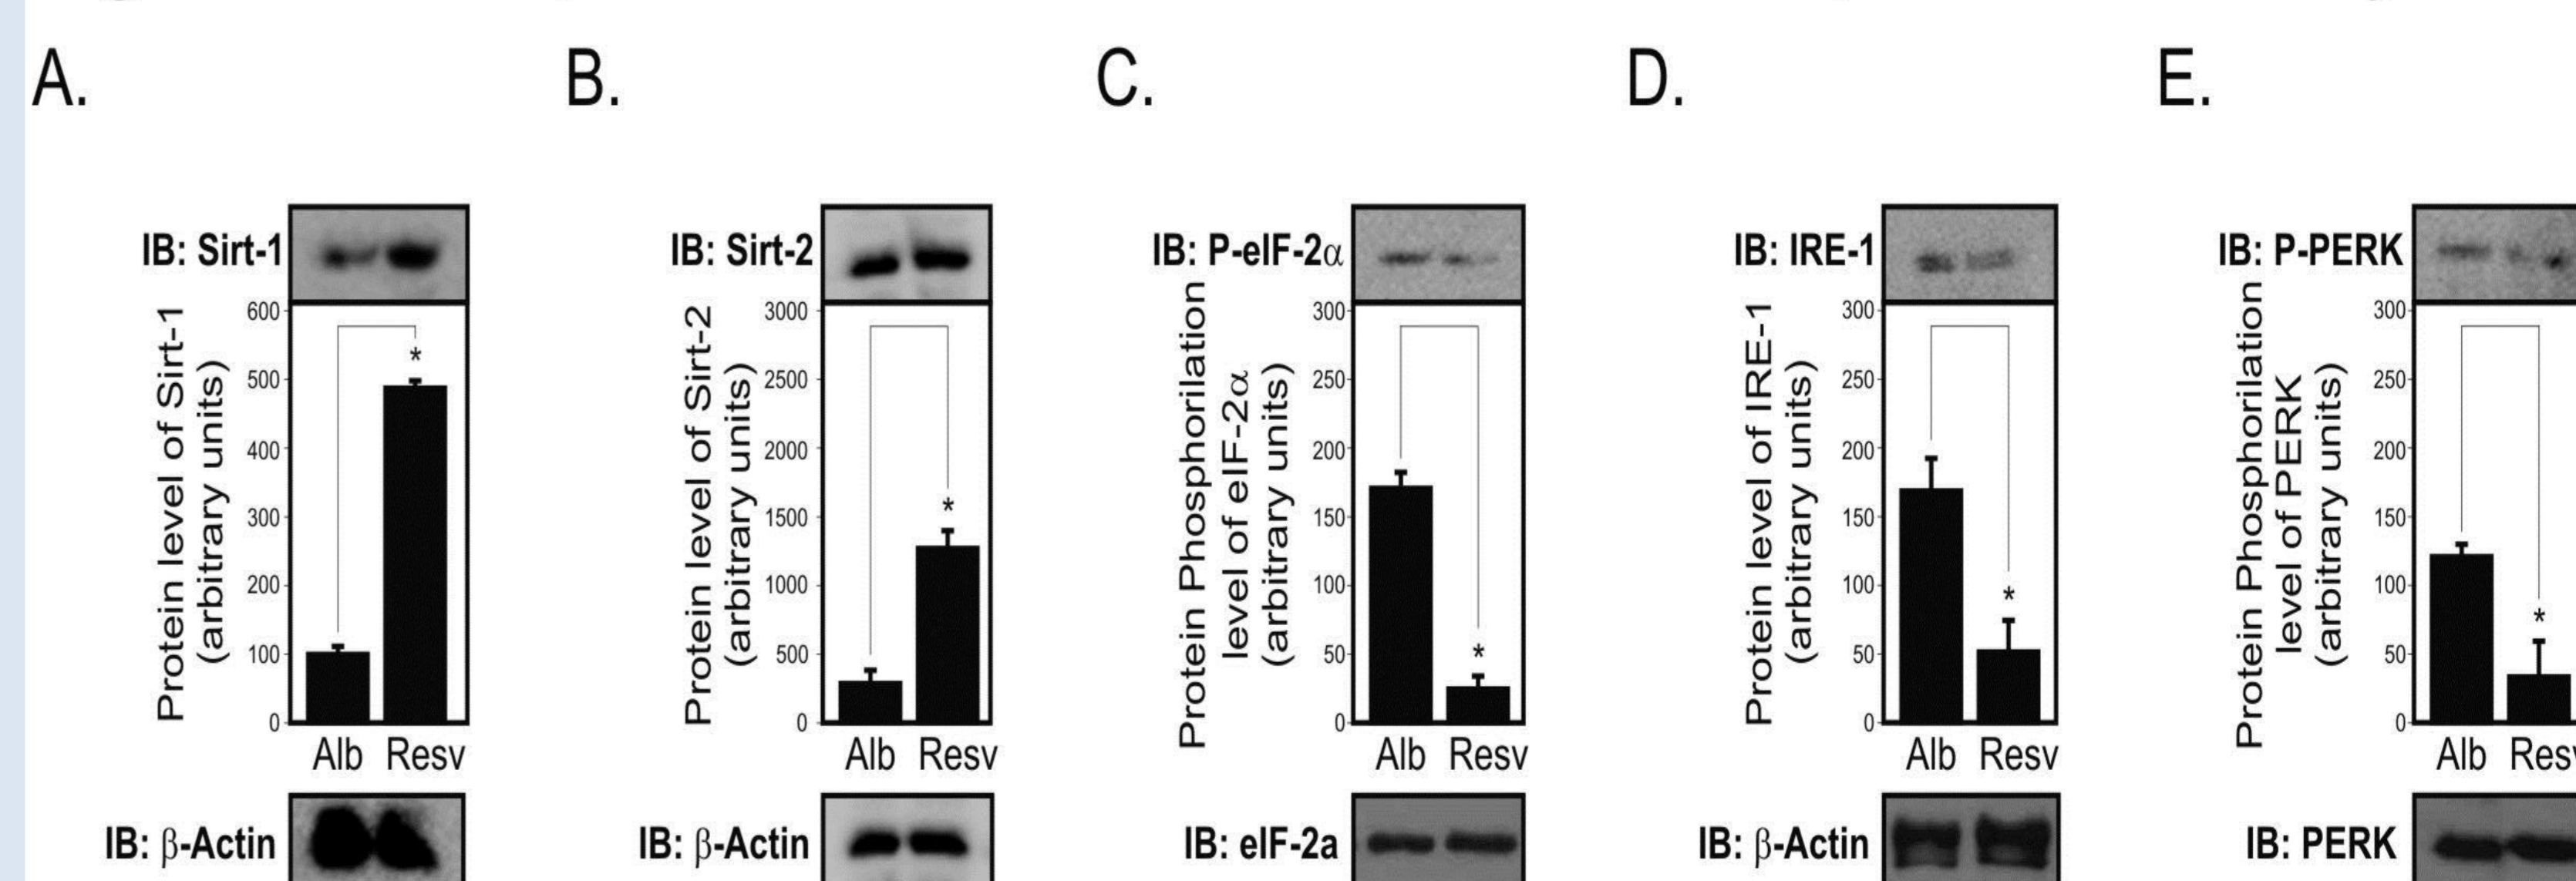 A.
IB: Sirt-1
Protein level of Sirt-1
(arbitrary units)
600
500
400
300
200
100
0
*
Alb Resv
IB: β-Actin
B.
IB: Sirt-2
Protein level of Sirt-2
(arbitrary units)
3000
2500
2000
1500
1000
500
0
*
Alb Resv
IB: β-Actin
C.
IB: P-eIF-2α
Protein Phosphorilation
level of eIF-2α
(arbitrary units)
300
250
200
150
100
50
0
*
Alb Resv
IB: eIF-2a
D.
IB: IRE-1
Protein level of IRE-1
(arbitrary units)
300
250
200
150
100
50
0
*
Alb Resv
IB: β-Actin
E.
IB: P-PERK
Protein Phosphorilation
level of PERK
(arbitrary units)
300
250
200
150
100
50
0
*
Alb Resv
IB: PERK